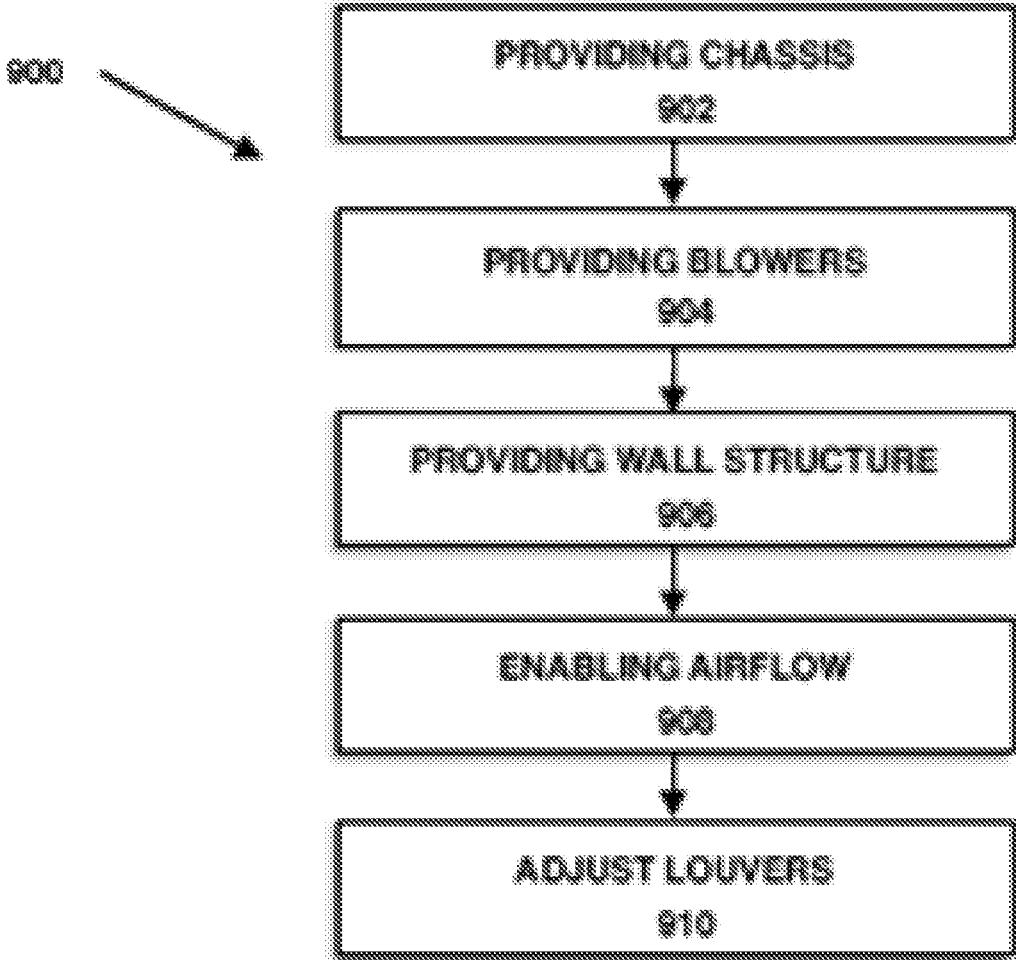 900
PROVIDING CHASSIS
902
PROVIDING BLOWERS
904
PROVIDING WALL STRUCTURE
906
ENABLING AIRFLOW
908
ADJUST LOUVERS
910